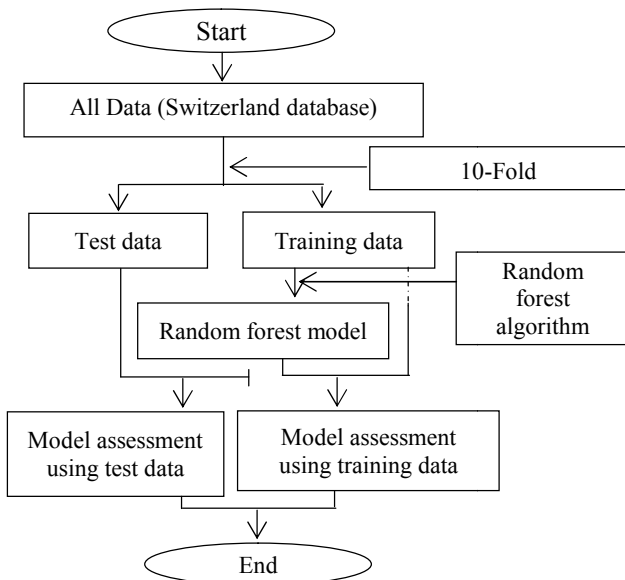 Start
All Data (Switzerland database)
10-Fold
Test data
Training data
Random
forest
algorithm
Random forest model
Model assessment
using test data
Model assessment
using training data
End